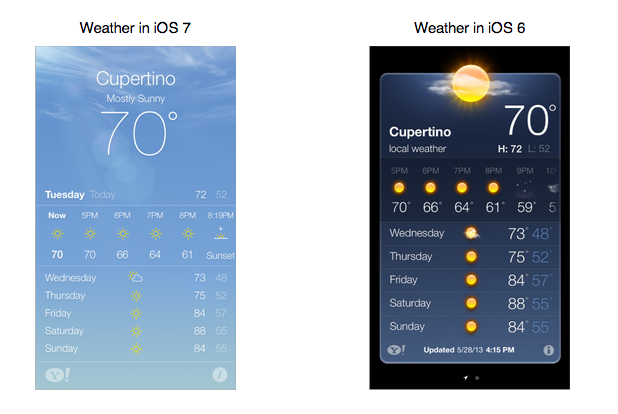 Weather in iOS 7
Cupertino
Mostly Sunny
70°
Tuesday Today 72 52
Now 5PM 6PM 7PM 8PM 8:19PM
70 70 66 64 61 Sunset
Wednesday 73 48
Thursday 75 52
Friday 84 57
Saturday 88 55
Sunday 84 55
Y! i
Weather in iOS 6
70°
Cupertino
local weather H: 72 L: 52
5PM 6PM 7PM 8PM 9PM 10
70° 66° 64° 61° 59° 5
Wednesday 73° 48°
Thursday 75° 52°
Friday 84° 57°
Saturday 88° 55°
Sunday 84° 55°
Y! Updated 5/28/13 4:15 PM i